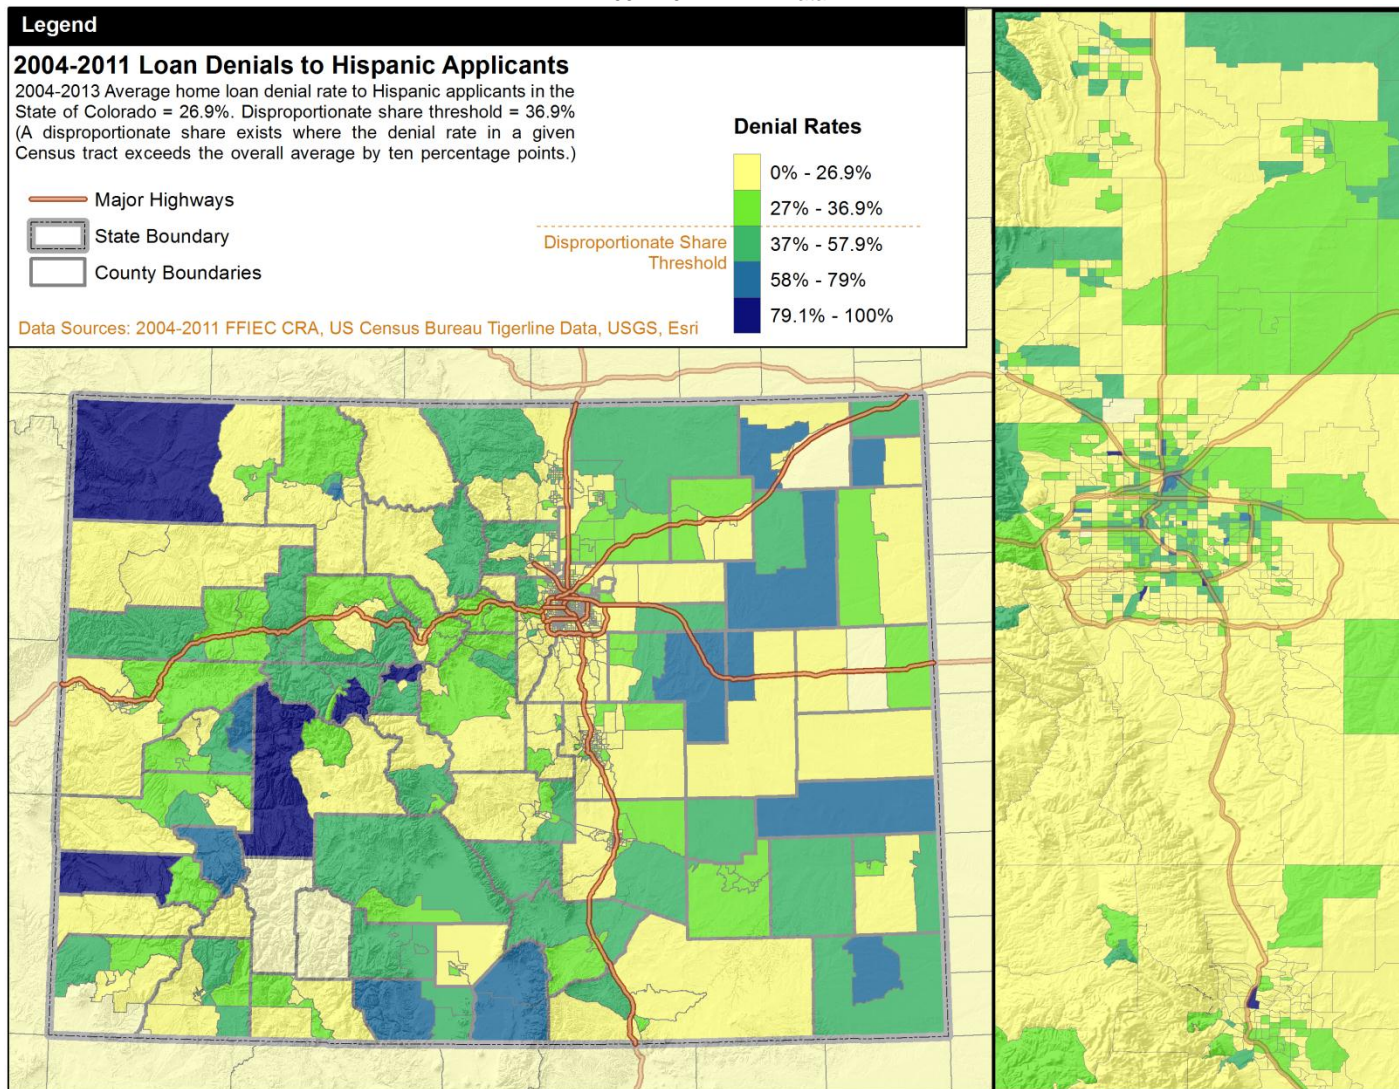 Legend
2004-2011 Loan Denials to Hispanic Applicants
2004-2013 Average home loan denial rate to Hispanic applicants in the
State of Colorado = 26.9%. Disproportionate share threshold = 36.9%
(A disproportionate share exists where the denial rate in a given
Census tract exceeds the overall average by ten percentage points.)
Major Highways
State Boundary
County Boundaries
Data Sources: 2004-2011 FFIEC CRA, US Census Bureau Tigerline Data, USGS, Esri
Denial Rates
0% - 26.9%
27% - 36.9%
Disproportionate Share
Threshold
37% - 57.9%
58% - 79%
79.1% - 100%